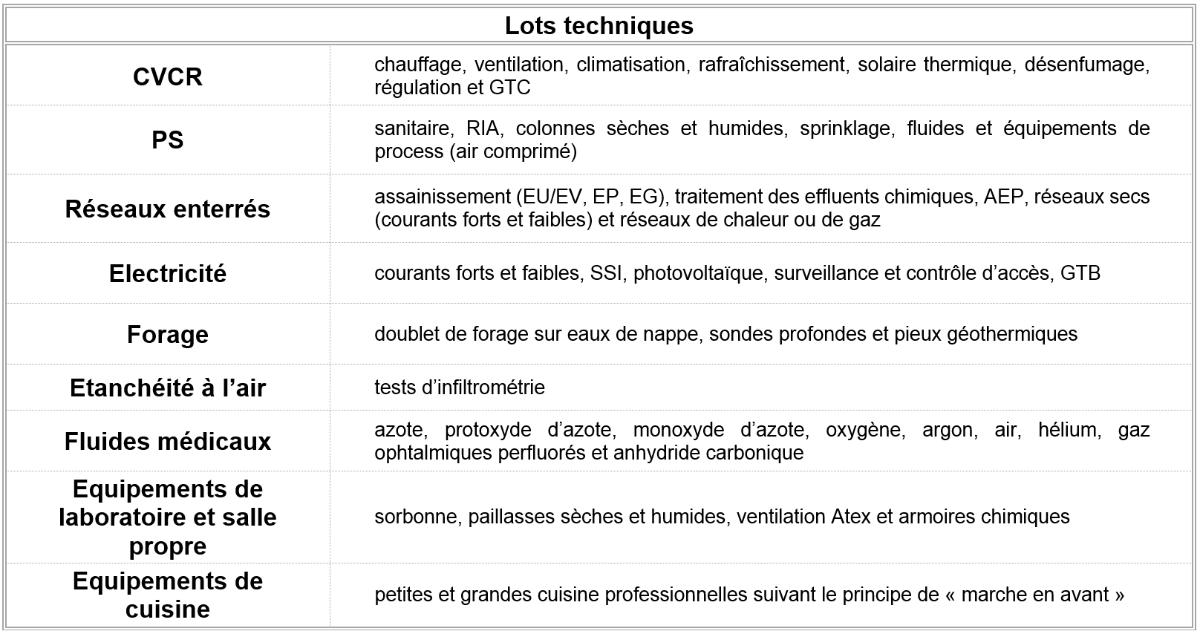 Lots techniques
CVCR
chauffage, ventilation, climatisation, rafraîchissement, solaire thermique, désenfumage,
régulation et GTC
PS
sanitaire, RIA, colonnes sèches et humides, sprinklage, fluides et équipements de
process (air comprimé)
Réseaux enterrés
assainissement (EU/EV, EP, EG), traitement des effluents chimiques, AEP, réseaux secs
(courants forts et faibles) et réseaux de chaleur ou de gaz
Electricité
courants forts et faibles, SSI, photovoltaïque, surveillance et contrôle d’accès, GTB
Forage
doublet de forage sur eaux de nappe, sondes profondes et pieux géothermiques
Etanchéité à l’air
tests d’infiltrométrie
Fluides médicaux
azote, protoxyde d’azote, monoxyde d’azote, oxygène, argon, air, hélium, gaz
ophtalmiques perfluorés et anhydride carbonique
Equipements de
laboratoire et salle
propre
sorbonne, paillasses sèches et humides, ventilation Atex et armoires chimiques
Equipements de
cuisine
petites et grandes cuisine professionnelles suivant le principe de « marche en avant »